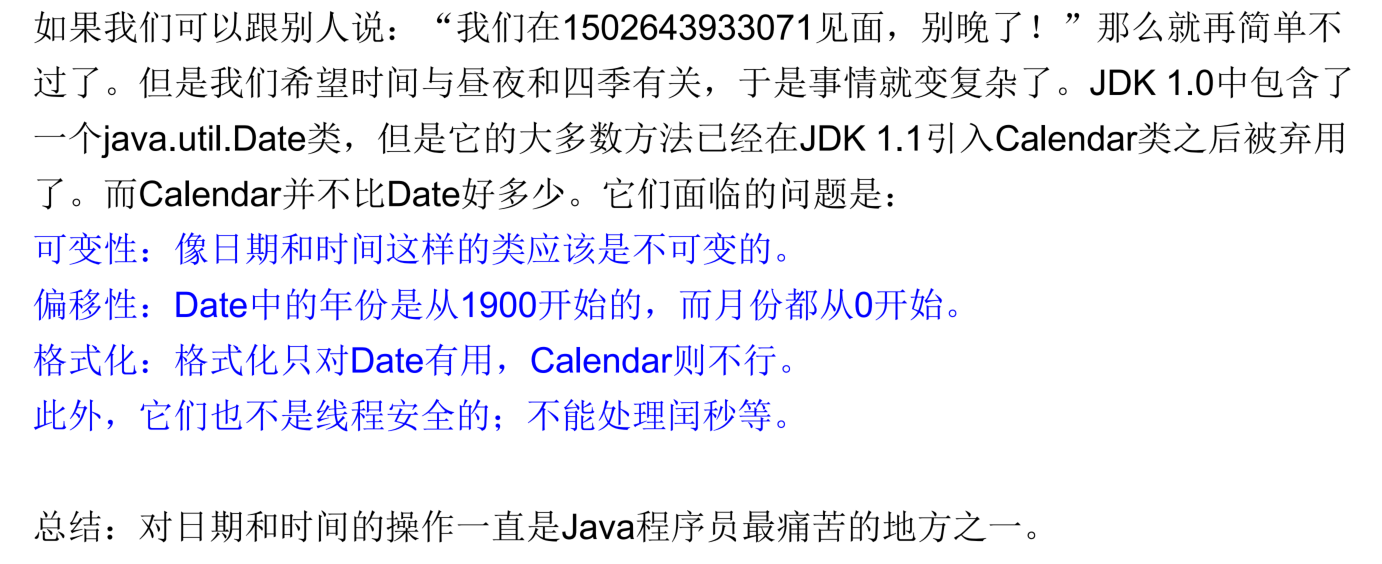 如果我们可以跟别人说：“我们在1502643933071见面，别晚了！”那么就再简单不
过了。但是我们希望时间与昼夜和四季有关，于是事情就变复杂了。JDK 1.0中包含了
一个java.util.Date类，但是它的大多数方法已经在JDK 1.1引入Calendar类之后被弃用
了。而Calendar并不比Date好多少。它们面临的问题是：
可变性：像日期和时间这样的类应该是不可变的。
偏移性：Date中的年份是从1900开始的，而月份都从0开始。
格式化：格式化只对Date有用，Calendar则不行。
此外，它们也不是线程安全的；不能处理闰秒等。
总结：对日期和时间的操作一直是Java程序员最痛苦的地方之一。